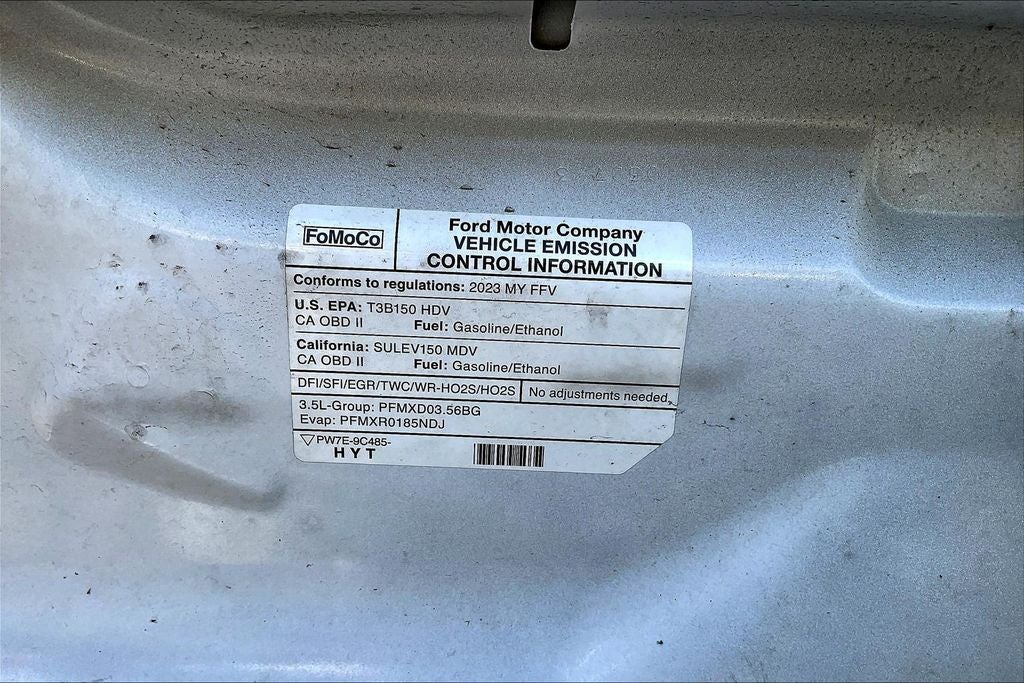 FoMoCo
Ford Motor Company
VEHICLE EMISSION
CONTROL INFORMATION
Conforms to regulations: 2023 MY FFV
U.S. EPA: T3B150 HDV
CA OBD II Fuel: Gasoline/Ethanol
California: SULEV150 MDV
CA OBD II Fuel: Gasoline/Ethanol
DFI/SFI/EGR/TWC/WR-HO2S/HO2S No adjustments needed.
3.5L-Group: PFMXD03.56BG
Evap: PFMXR0185NDJ
PW7E-9C485-
HYT